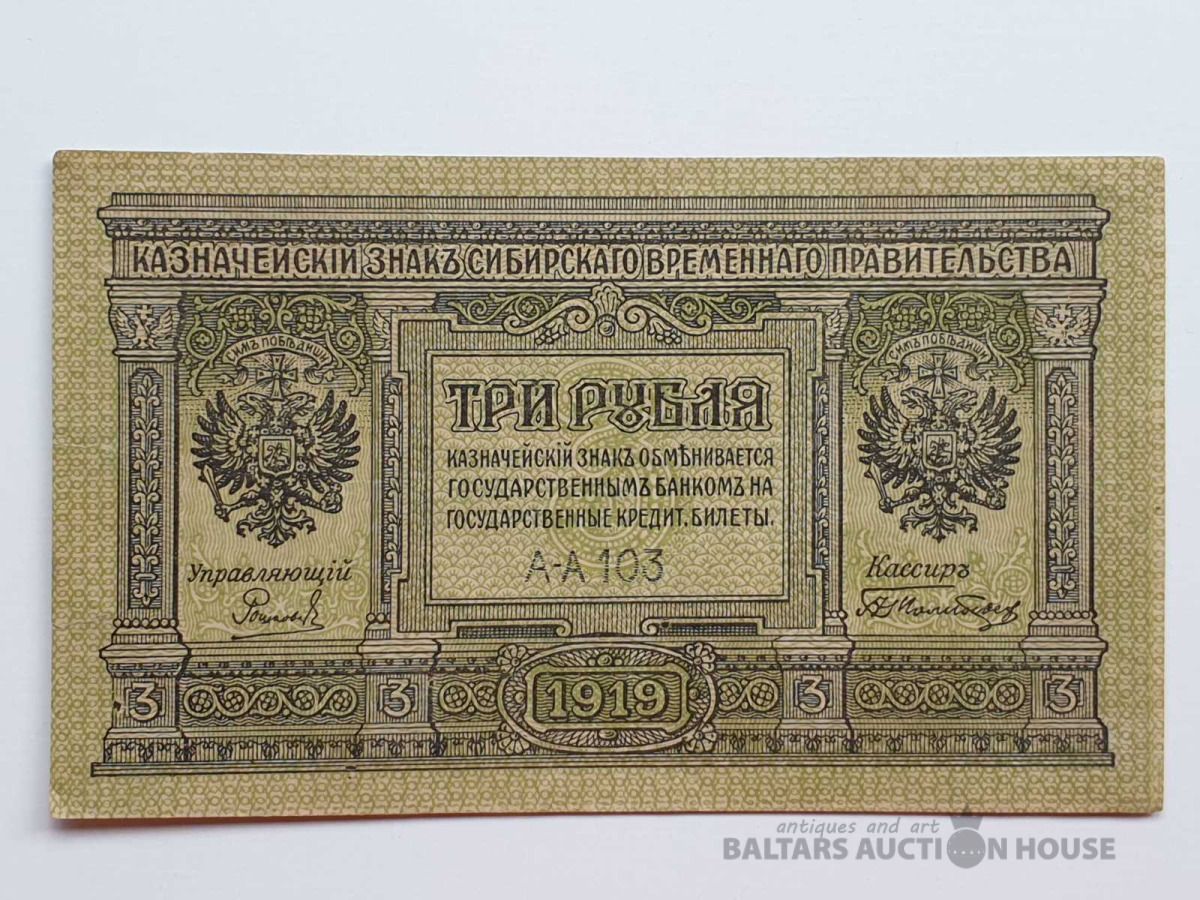 КАЗНАЧЕЙСКІЙ ЗНАКЪ СИБИРСКАГО ВРЕМЕННАГО ПРАВИТЕЛЬСТВА
СИМЪ ПОБѢДИШИ
СИМЪ ПОБѢДИШИ
ТРИ РУБЛЯ
КАЗНАЧЕЙСКІЙ ЗНАКЪ ОБМѢНИВАЕТСЯ
ГОСУДАРСТВЕННЫМЪ БАНКОМЪ НА
ГОСУДАРСТВЕННЫЕ КРЕДИТ. БИЛЕТЫ.
А-А 103
Управляющій
Кассиръ
3
3
1919
3
3
antiques and art
BALTARS AUCTION HOUSE